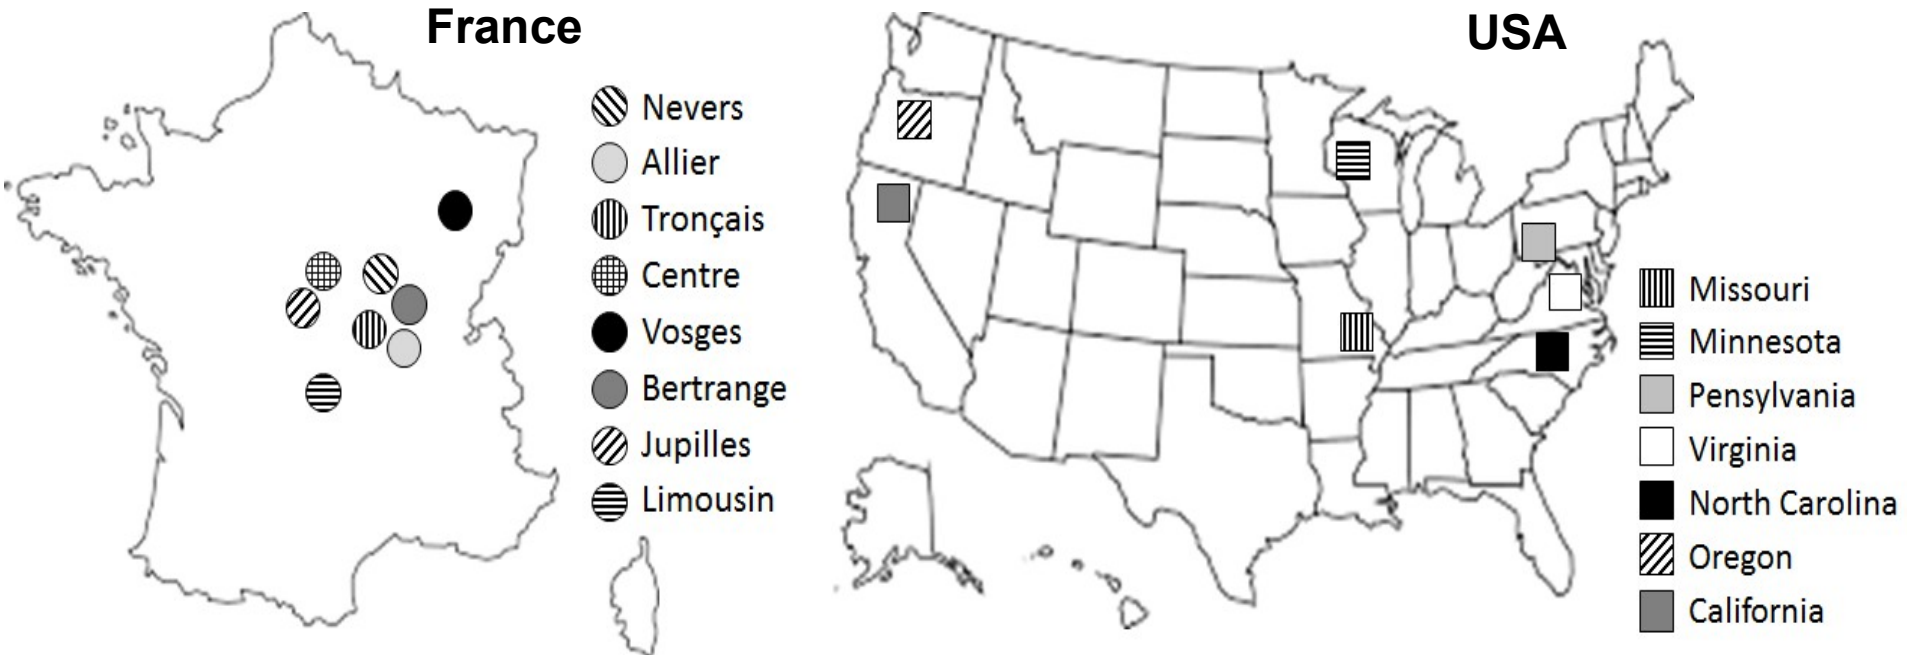 France
USA
Nevers
Allier
Tronçais
Centre
Vosges
Bertrange
Jupilles
Limousin
Missouri
Minnesota
Pensylvania
Virginia
North Carolina
Oregon
California